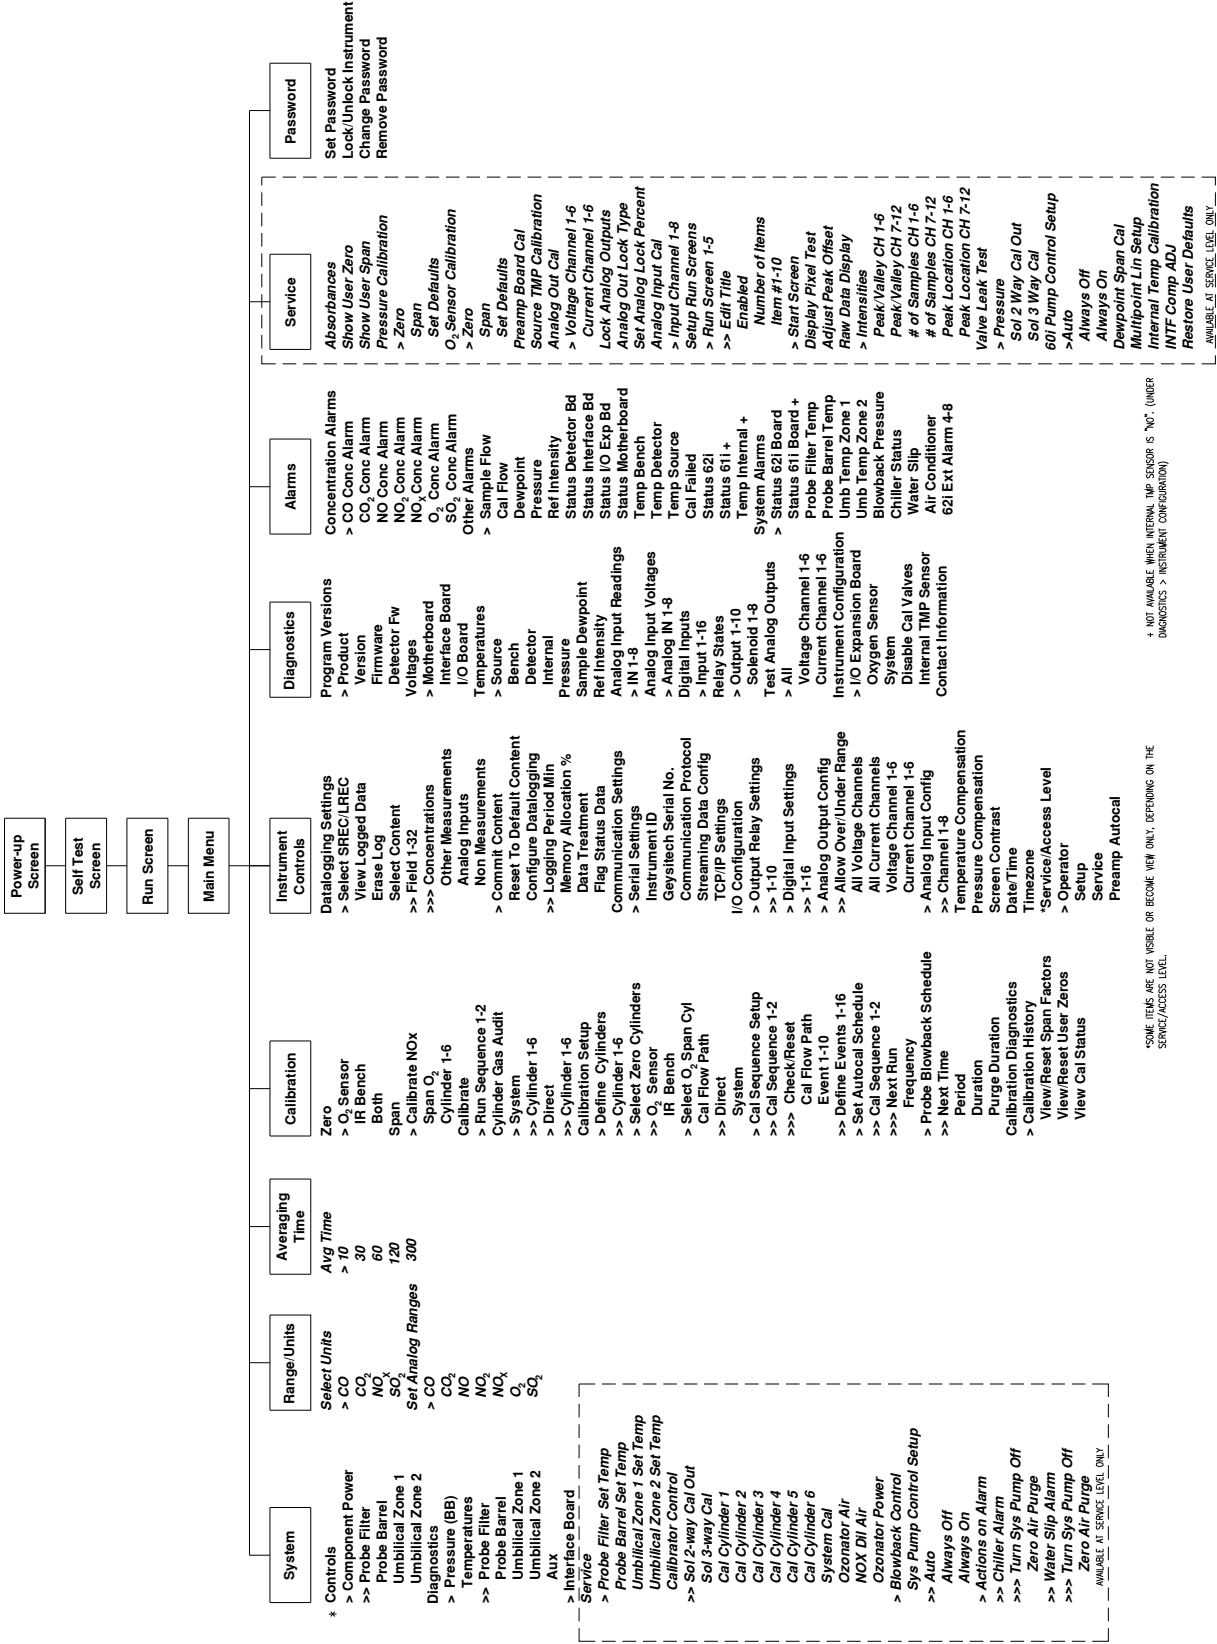 Power-up
Screen
Self Test
Screen
Run Screen
Main Menu
System
* Controls
> Component Power
>> Probe Filter
Probe Barrel
Umbilical Zone 1
Umbilical Zone 2
Diagnostics
> Pressure (BB)
Temperatures
>> Probe Filter
Probe Barrel
Umbilical Zone 1
Umbilical Zone 2
Aux
> Interface Board
Service
> Probe Filter Set Temp
Probe Barrel Set Temp
Umbilical Zone 1 Set Temp
Umbilical Zone 2 Set Temp
Calibrator Control
>> Sol 2-way Cal Out
Sol 3-way Cal
Cal Cylinder 1
Cal Cylinder 2
Cal Cylinder 3
Cal Cylinder 4
Cal Cylinder 5
Cal Cylinder 6
System Cal
Ozonator Air
NOX Dil Air
Ozonator Power
> Blowback Control
Sys Pump Control Setup
>> Auto
Always Off
Always On
> Actions on Alarm
>> Chiller Alarm
>>> Turn Sys Pump Off
Zero Air Purge
>> Water Slip Alarm
>>> Turn Sys Pump Off
Zero Air Purge
AVAILABLE AT SERVICE LEVEL ONLY
Range/Units
Select Units
> CO
CO2
NOX
SO2
Set Analog Ranges
> CO
CO2
NO
NO2
NOX
O2
SO2
Averaging
Time
Avg Time
> 10
30
60
120
300
Calibration
Zero
> O2 Sensor
IR Bench
Both
Span
> Calibrate NOx
Span O2
Cylinder 1-6
Calibrate
> Run Sequence 1-2
Cylinder Gas Audit
> System
>> Cylinder 1-6
> Direct
>> Cylinder 1-6
Calibration Setup
> Define Cylinders
>> Cylinder 1-6
> Select Zero Cylinders
>> O2 Sensor
IR Bench
> Select O2 Span Cyl
Cal Flow Path
>> Direct
System
> Cal Sequence Setup
>> Cal Sequence 1-2
>>> Check/Reset
Cal Flow Path
Event 1-10
>> Define Events 1-16
> Set Autocal Schedule
>> Cal Sequence 1-2
>>> Next Run
Frequency
> Probe Blowback Schedule
>> Next Time
Period
Duration
Purge Duration
Calibration Diagnostics
> Calibration History
View/Reset Span Factors
View/Reset User Zeros
View Cal Status
Instrument
Controls
Datalogging Settings
> Select SREC/LREC
View Logged Data
Erase Log
Select Content
>> Field 1-32
>>> Concentrations
Other Measurements
Analog Inputs
Non Measurements
> Commit Content
Reset To Default Content
Configure Datalogging
>> Logging Period Min
Memory Allocation %
Data Treatment
Flag Status Data
Communication Settings
> Serial Settings
Instrument ID
Geysitech Serial No.
Communication Protocol
Streaming Data Config
TCP/IP Settings
I/O Configuration
> Output Relay Settings
>> 1-10
> Digital Input Settings
>> 1-16
> Analog Output Config
>> Allow Over/Under Range
All Voltage Channels
All Current Channels
Voltage Channel 1-6
Current Channel 1-6
> Analog Input Config
>> Channel 1-8
Temperature Compensation
Pressure Compensation
Screen Contrast
Date/Time
Timezone
*Service/Access Level
> Operator
Setup
Service
Preamp Autocal
Diagnostics
Program Versions
> Product
Version
Firmware
Detector Fw
Voltages
> Motherboard
Interface Board
I/O Board
Temperatures
> Source
Bench
Detector
Internal
Pressure
Sample Dewpoint
Ref Intensity
Analog Input Readings
> IN 1-8
Analog Input Voltages
> Analog IN 1-8
Digital Inputs
> Input 1-16
Relay States
> Output 1-10
Solenoid 1-8
Test Analog Outputs
> All
Voltage Channel 1-6
Current Channel 1-6
Instrument Configuration
> I/O Expansion Board
Oxygen Sensor
System
Disable Cal Valves
Internal TMP Sensor
Contact Information
Alarms
Concentration Alarms
> CO Conc Alarm
CO2 Conc Alarm
NO Conc Alarm
NO2 Conc Alarm
NOX Conc Alarm
O2 Conc Alarm
SO2 Conc Alarm
Other Alarms
> Sample Flow
Cal Flow
Dewpoint
Pressure
Ref Intensity
Status Detector Bd
Status Interface Bd
Status I/O Exp Bd
Status Motherboard
Temp Bench
Temp Detector
Temp Source
Cal Failed
Status 62i
Status 61i +
Temp Internal +
System Alarms
> Status 62i Board
Status 61i Board +
Probe Filter Temp
Probe Barrel Temp
Umb Temp Zone 1
Umb Temp Zone 2
Blowback Pressure
Chiller Status
Water Slip
Air Conditioner
62i Ext Alarm 4-8
Service
Absorbances
Show User Zero
Show User Span
Pressure Calibration
> Zero
Span
Set Defaults
O2 Sensor Calibration
> Zero
Span
Set Defaults
Preamp Board Cal
Source TMP Calibration
Analog Out Cal
> Voltage Channel 1-6
Current Channel 1-6
Lock Analog Outputs
Analog Out Lock Type
Set Analog Lock Percent
Analog Input Cal
> Input Channel 1-8
Setup Run Screens
> Run Screen 1-5
>> Edit Title
Enabled
Number of Items
Item #1-10
> Start Screen
Display Pixel Test
Adjust Peak Offset
Raw Data Display
> Intensities
Peak/Valley CH 1-6
Peak/Valley CH 7-12
# of Samples CH 1-6
# of Samples CH 7-12
Peak Location CH 1-6
Peak Location CH 7-12
Valve Leak Test
> Pressure
Sol 2 Way Cal Out
Sol 3 Way Cal
60i Pump Control Setup
>Auto
Always Off
Always On
Dewpoint Span Cal
Multipoint Lin Setup
Internal Temp Calibration
INTF Comp ADJ
Restore User Defaults
AVAILABLE AT SERVICE LEVEL ONLY
Password
Set Password
Lock/Unlock Instrument
Change Password
Remove Password
*SOME ITEMS ARE NOT VISIBLE OR BECOME VIEW ONLY, DEPENDING ON THE
SERVICE/ACCESS LEVEL.
+ NOT AVAILABLE WHEN INTERNAL TMP SENSOR IS "NO". (UNDER
DIAGNOSTICS > INSTRUMENT CONFIGURATION)